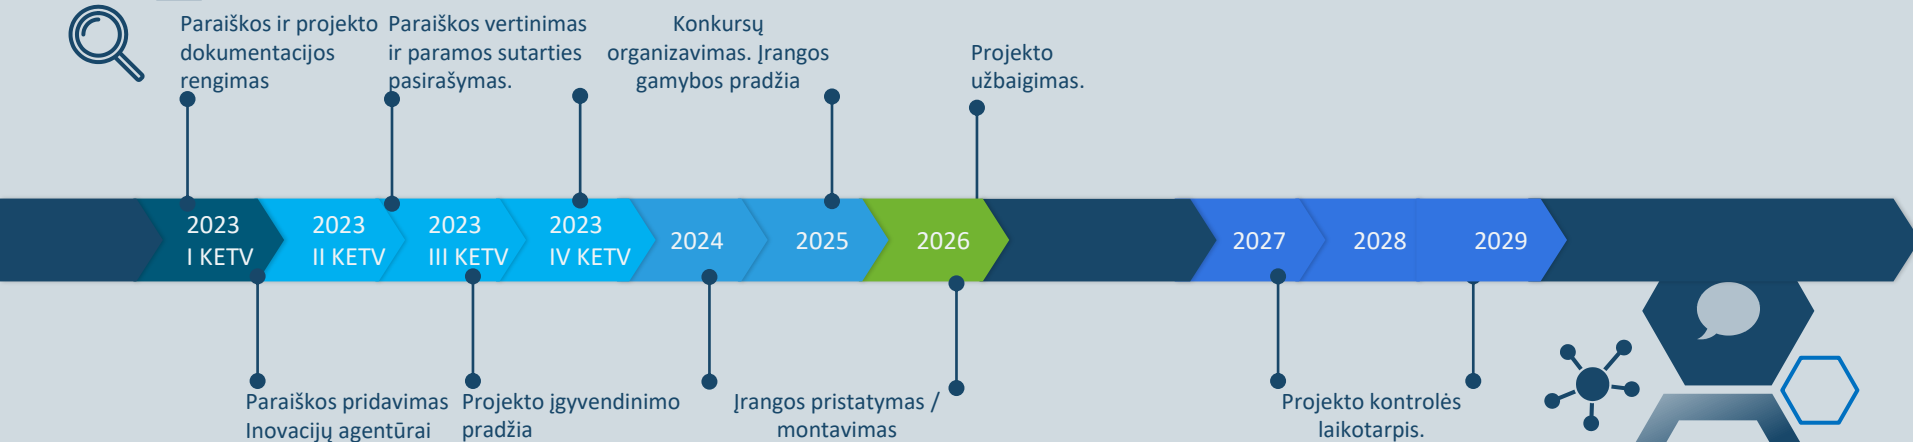 Paraiškos ir projekto
dokumentacijos
rengimas
Paraiškos vertinimas
ir paramos sutarties
pasirašymas.
Konkursų
organizavimas. Įrangos
gamybos pradžia
Projekto
užbaigimas.
2023
I KETV
2023
II KETV
2023
III KETV
2023
IV KETV
2024
2025
2026
2027
2028
2029
Paraiškos pridavimas
Inovacijų agentūrai
Projekto įgyvendinimo
pradžia
Įrangos pristatymas /
montavimas
Projekto kontrolės
laikotarpis.